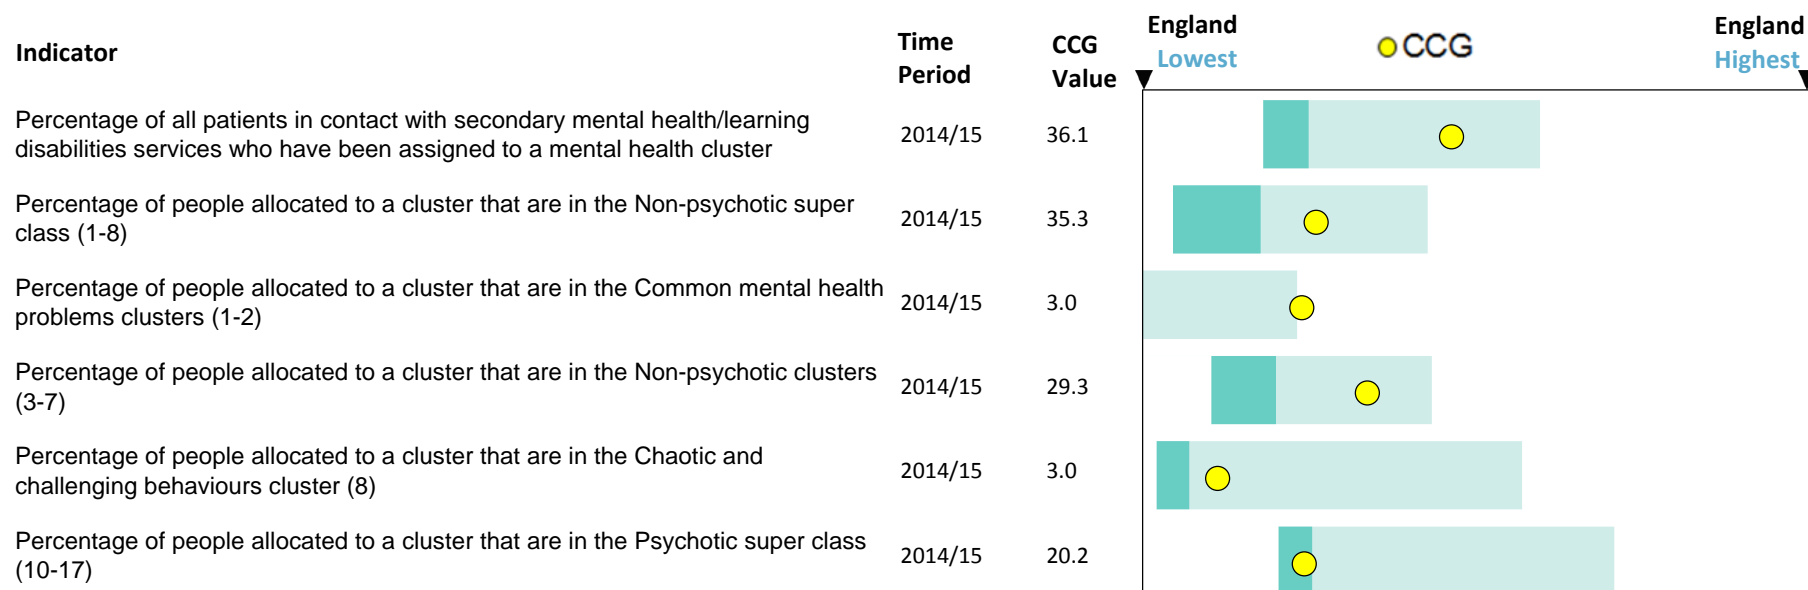 Indicator
Time Period
CCG Value
England Lowest
CCG
England Highest
Percentage of all patients in contact with secondary mental health/learning
disabilities services who have been assigned to a mental health cluster
2014/15
36.1
Percentage of people allocated to a cluster that are in the Non-psychotic super
class (1-8)
2014/15
35.3
Percentage of people allocated to a cluster that are in the Common mental health
problems clusters (1-2)
2014/15
3.0
Percentage of people allocated to a cluster that are in the Non-psychotic clusters
(3-7)
2014/15
29.3
Percentage of people allocated to a cluster that are in the Chaotic and
challenging behaviours cluster (8)
2014/15
3.0
Percentage of people allocated to a cluster that are in the Psychotic super class
(10-17)
2014/15
20.2